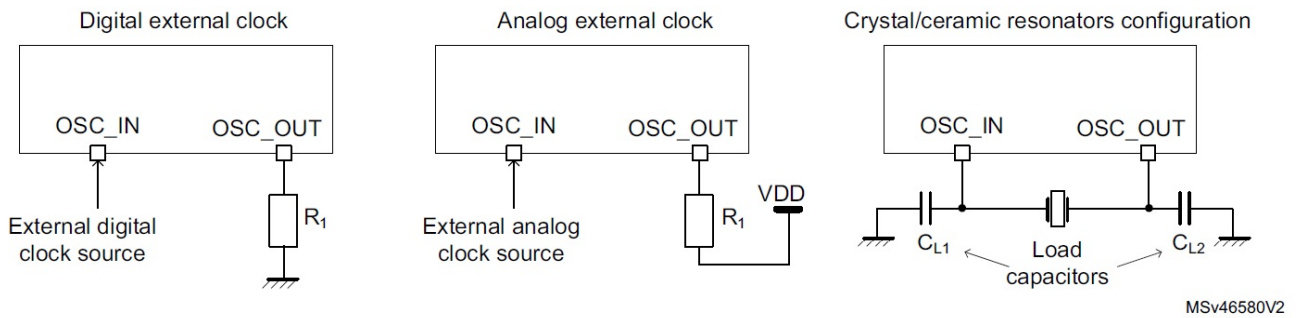 Digital external clock
OSC_IN
OSC_OUT
External digital
clock source
R1
Analog external clock
OSC_IN
OSC_OUT
External analog
clock source
R1
VDD
Crystal/ceramic resonators configuration
OSC_IN
OSC_OUT
CL1
Load
capacitors
CL2
MSv46580V2